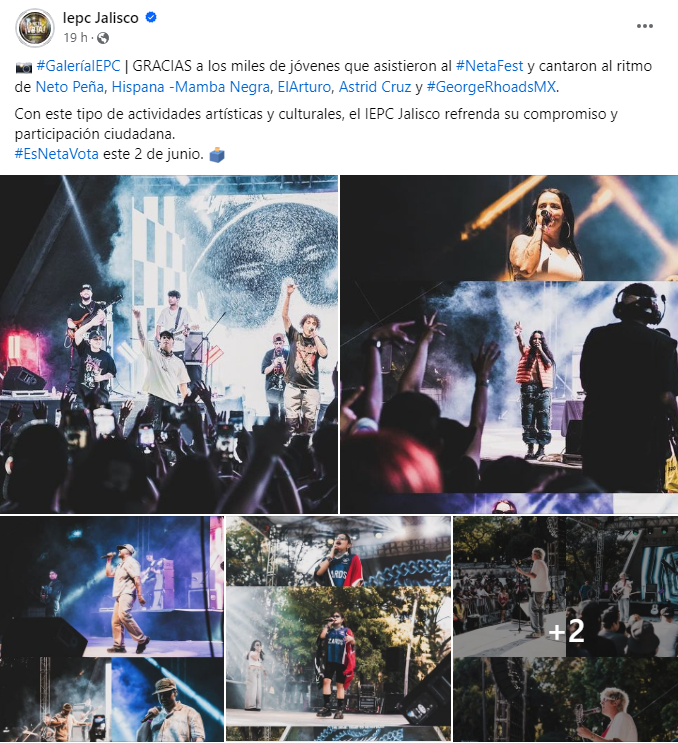 Iepc Jalisco
19 h ·
#GaleríaIEPC | GRACIAS a los miles de jóvenes que asistieron al #NetaFest y cantaron al ritmo
de Neto Peña, Hispana -Mamba Negra, ElArturo, Astrid Cruz y #GeorgeRhoadsMX.
Con este tipo de actividades artísticas y culturales, el IEPC Jalisco refrenda su compromiso y
participación ciudadana.
#EsNetaVota este 2 de junio.
+2